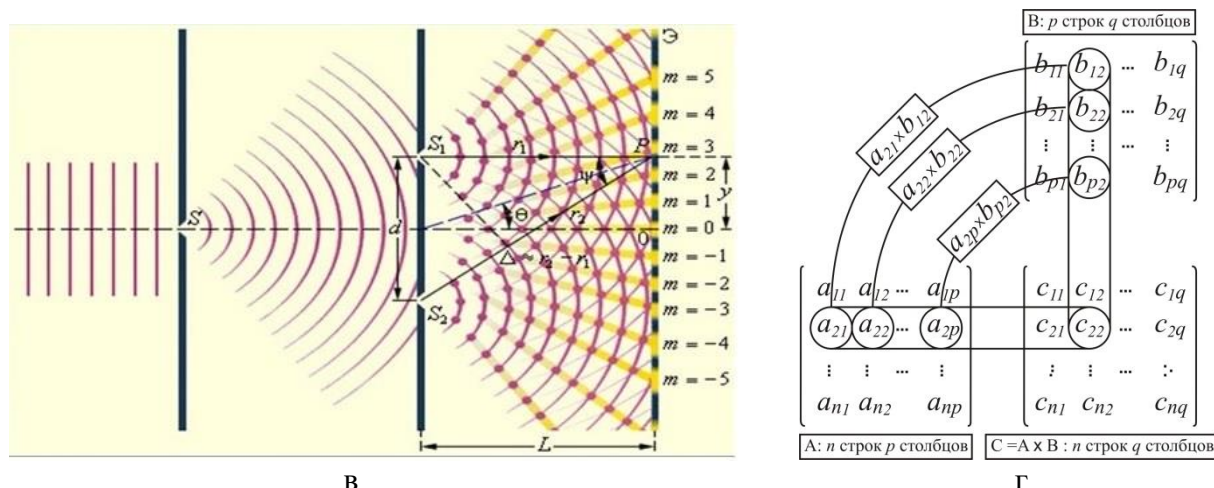 Э
m = 5
m = 4
m = 3
m = 2
m = 1
m = 0
m = −1
m = −2
m = −3
m = −4
m = −5
S
S₁
S₂
d
r₁
r₂
P
ψ
Θ
y
O
Δ ≈ r₂ − r₁
L
в
B: p строк q столбцов
b₁₁ b₁₂ ... b₁q
b₂₁ b₂₂ ... b₂q
⋮ ⋮ ... ⋮
bp₁ bp₂ bpq
a₂₁×b₁₂
a₂₂×b₂₂
a₂p×bp₂
a₁₁ a₁₂ ... a₁p
a₂₁ a₂₂ ... a₂p
⋮ ⋮ ... ⋮
an₁ an₂ anp
c₁₁ c₁₂ ... c₁q
c₂₁ c₂₂ ... c₂q
⋮ ⋮ ... ⋮
cn₁ cn₂ cnq
A: n строк p столбцов
C =A x B : n строк q столбцов
г